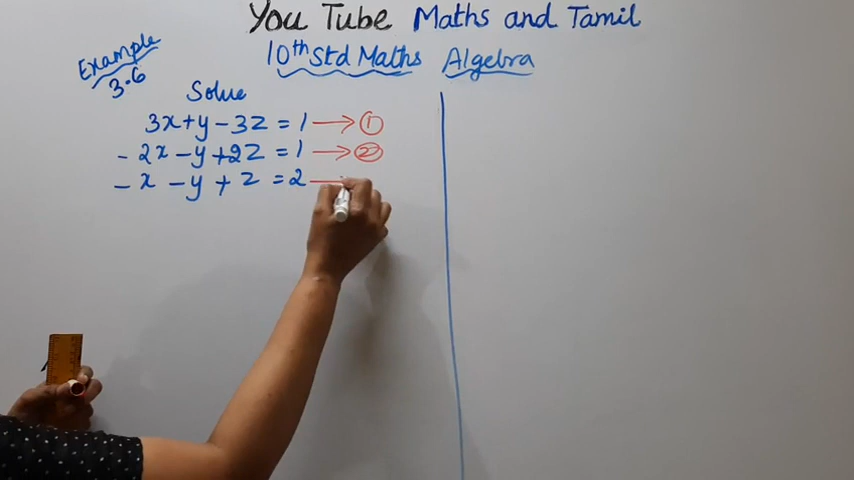 You Tube Maths and Tamil
10th Std Maths Algebra
Example
3.6
Solve
3x+y-3z = 1 → ①
-2x-y+2z = 1 → ②
-x-y+z = 2